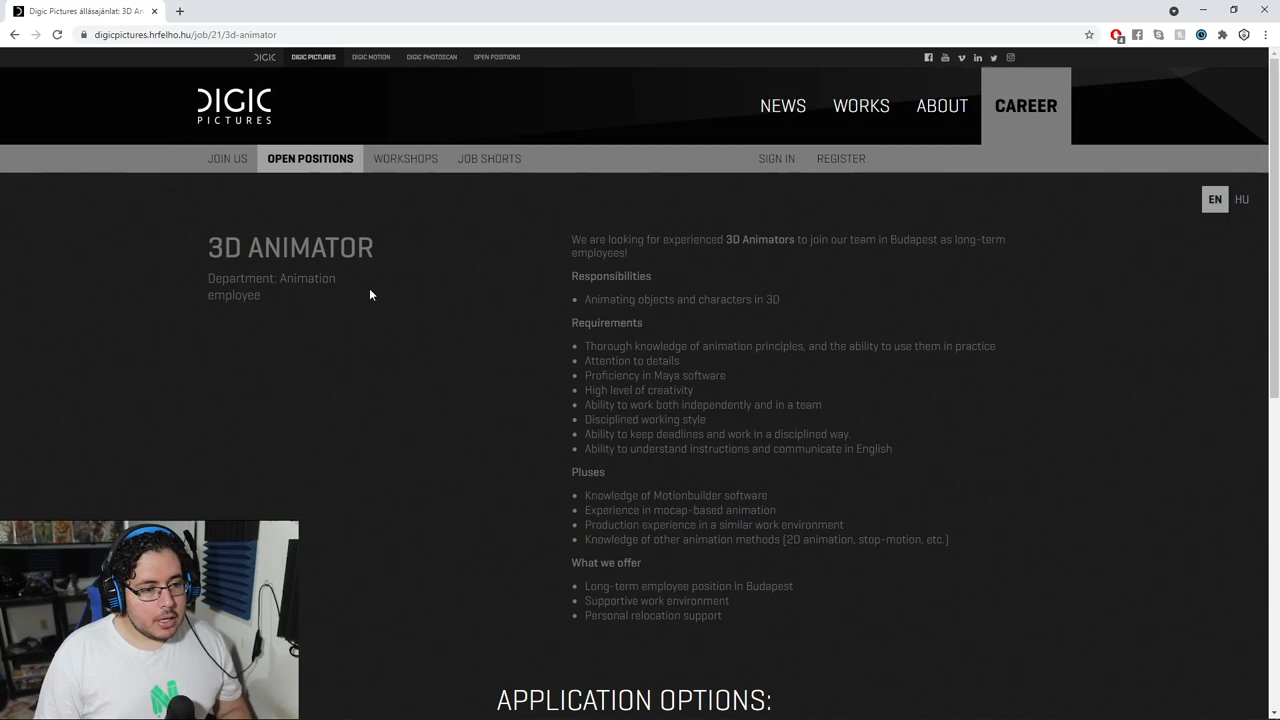 Digic Pictures állásajánlat: 3D An
digicpictures.hrfelho.hu/job/21/3d-animator
DIGIC DIGIC PICTURES DIGIC MOTION DIGIC PHOTOSCAN OPEN POSITIONS
DIGIC
PICTURES
NEWS WORKS ABOUT CAREER
JOIN US OPEN POSITIONS WORKSHOPS JOB SHORTS SIGN IN REGISTER
EN HU
3D ANIMATOR
Department: Animation
employee
We are looking for experienced 3D Animators to join our team in Budapest as long-term
employees!
Responsibilities
• Animating objects and characters in 3D
Requirements
• Thorough knowledge of animation principles, and the ability to use them in practice
• Attention to details
• Proficiency in Maya software
• High level of creativity
• Ability to work both independently and in a team
• Disciplined working style
• Ability to keep deadlines and work in a disciplined way.
• Ability to understand instructions and communicate in English
Pluses
• Knowledge of Motionbuilder software
• Experience in mocap-based animation
• Production experience in a similar work environment
• Knowledge of other animation methods (2D animation, stop-motion, etc.)
What we offer
• Long-term employee position in Budapest
• Supportive work environment
• Personal relocation support
APPLICATION OPTIONS: